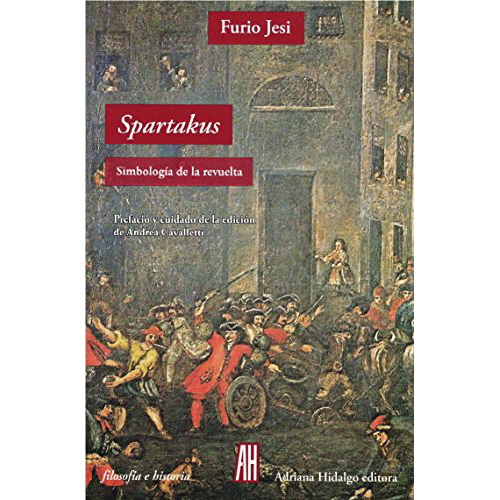 Furio Jesi
Spartakus
Simbología de la revuelta
Prefacio y cuidado de la edición
de Andrea Cavalletti
filosofía e historia
AH
Adriana Hidalgo editora